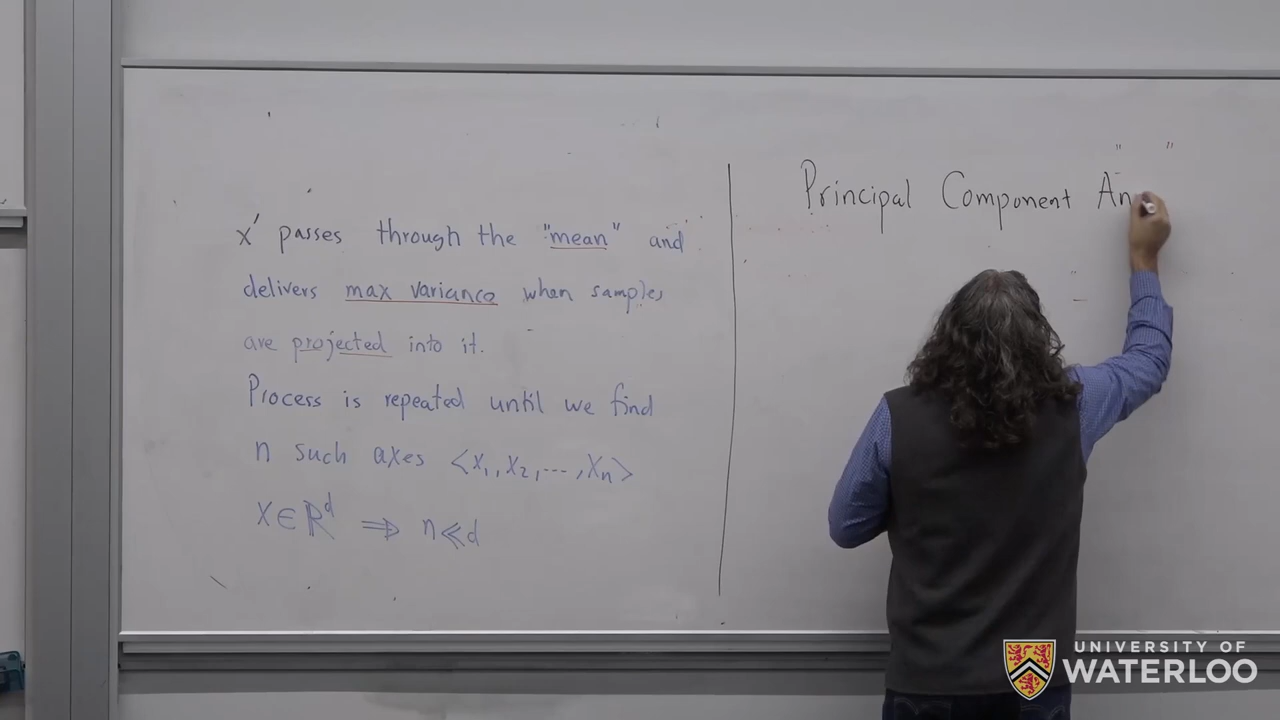 x' passes through the "mean" and
delivers max variance when samples
are projected into it.
Process is repeated until we find
n such axes <x₁, x₂, ..., xₙ>
x∈ℝᵈ ⇒ n≪d
Principal Component An
UNIVERSITY OF
WATERLOO